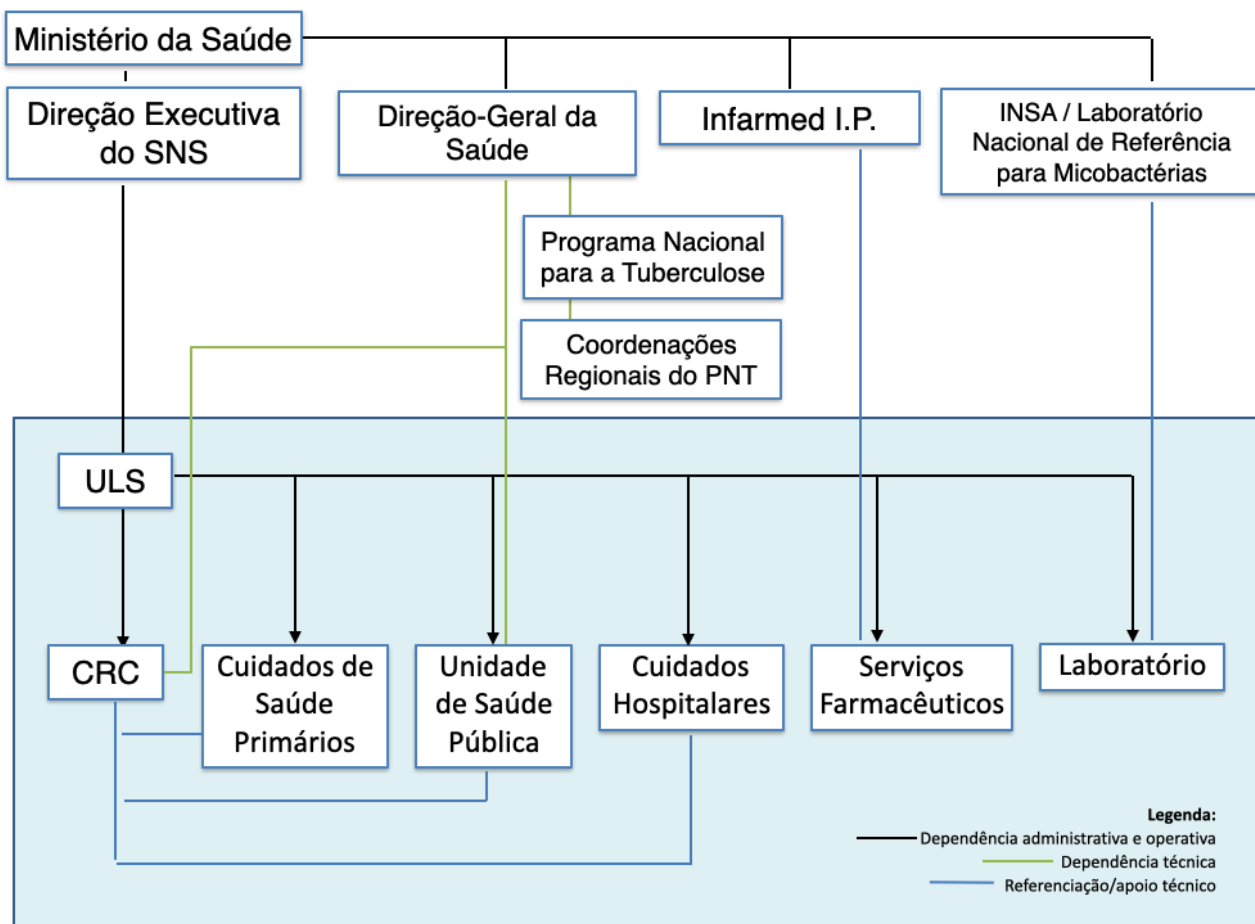 Ministério da Saúde
Direção Executiva
do SNS
Direção-Geral da
Saúde
Infarmed I.P.
INSA / Laboratório
Nacional de Referência
para Micobactérias
Programa Nacional
para a Tuberculose
Coordenações
Regionais do PNT
ULS
CRC
Cuidados de
Saúde
Primários
Unidade
de Saúde
Pública
Cuidados
Hospitalares
Serviços
Farmacêuticos
Laboratório
Legenda:
Dependência administrativa e operativa
Dependência técnica
Referenciação/apoio técnico